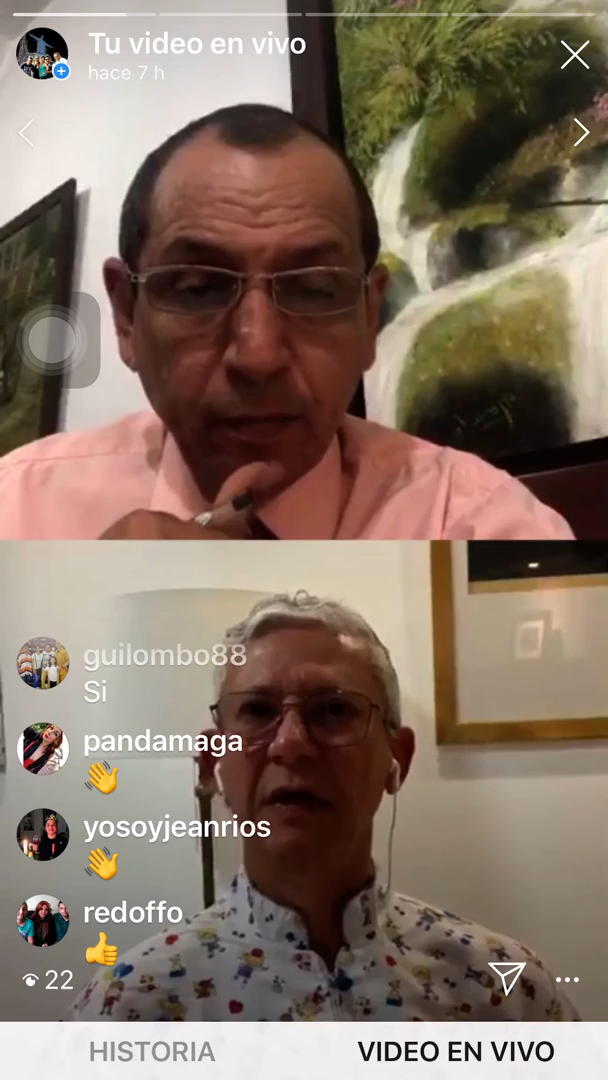 Tu video en vivo
hace 7 h
guilombo88
Si
pandamaga
👋
yosoyjeanrios
👋
redoffo
👍
22
HISTORIA
VIDEO EN VIVO